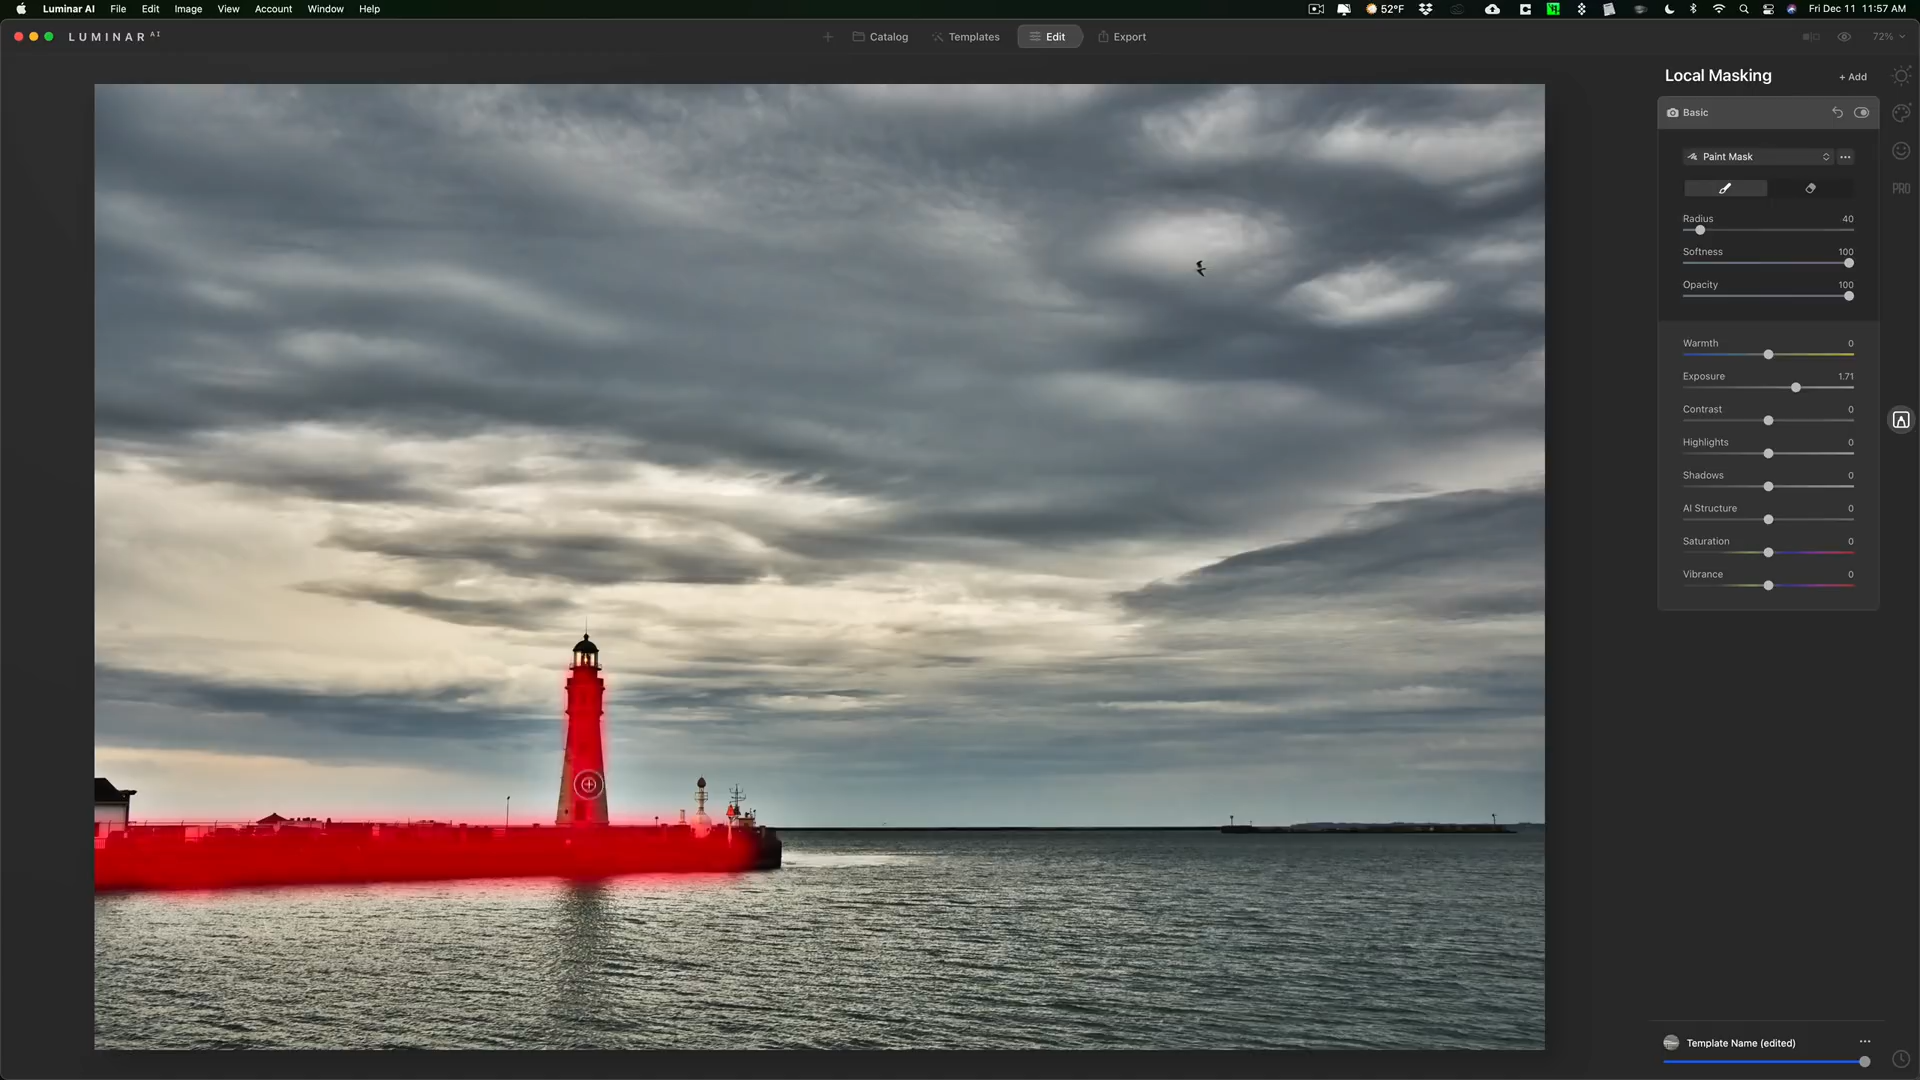 Luminar AI File Edit Image View Account Window Help 52°F Fri Dec 11 11:57 AM
LUMINAR AI Catalog Templates Edit Export 72%
Local Masking + Add
Basic
Paint Mask
PRO
Radius 40
Softness 100
Opacity 100
Warmth 0
Exposure 1.71
Contrast 0
Highlights 0
Shadows 0
AI Structure 0
Saturation 0
Vibrance 0
Template Name (edited)